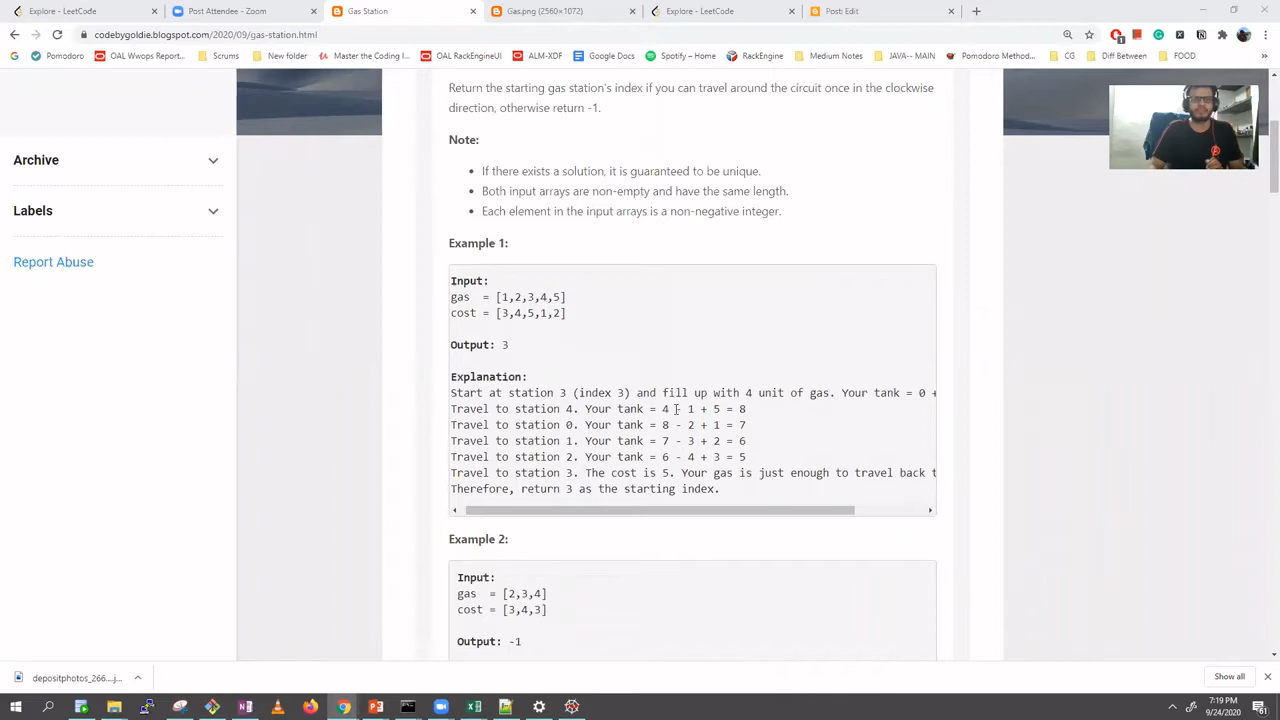 Explore - LeetCode
Post Attendee - Zoom
Gas Station
Gas.png (2560×1072)
Explore - LeetCode
Post: Edit
codebygoldie.blogspot.com/2020/09/gas-station.html
Pomodoro
OAL Wwops Report...
Scrums
New folder
Master the Coding I...
OAL RackEngineUI
ALM-XDF
Google Docs
Spotify – Home
RackEngine
Medium Notes
JAVA-- MAIN
Pomodoro Method...
CG
Diff Between
FOOD
Return the starting gas station's index if you can travel around the circuit once in the clockwise
direction, otherwise return -1.
Note:
If there exists a solution, it is guaranteed to be unique.
Both input arrays are non-empty and have the same length.
Each element in the input arrays is a non-negative integer.
Archive
Labels
Report Abuse
Example 1:
Input:
gas = [1,2,3,4,5]
cost = [3,4,5,1,2]
Output: 3
Explanation:
Start at station 3 (index 3) and fill up with 4 unit of gas. Your tank = 0 +
Travel to station 4. Your tank = 4 - 1 + 5 = 8
Travel to station 0. Your tank = 8 - 2 + 1 = 7
Travel to station 1. Your tank = 7 - 3 + 2 = 6
Travel to station 2. Your tank = 6 - 4 + 3 = 5
Travel to station 3. The cost is 5. Your gas is just enough to travel back t
Therefore, return 3 as the starting index.
Example 2:
Input:
gas = [2,3,4]
cost = [3,4,3]
Output: -1
depositphotos_266....j...
Show all
7:19 PM
9/24/2020